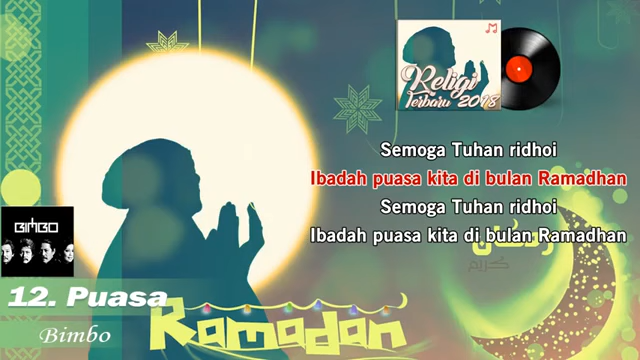 Religi
Terbaru 2018
Semoga Tuhan ridhoi
Ibadah puasa kita di bulan Ramadhan
Semoga Tuhan ridhoi
Ibadah puasa kita di bulan Ramadhan
كريم
BIMBO
12. Puasa
Bimbo
Ramadan